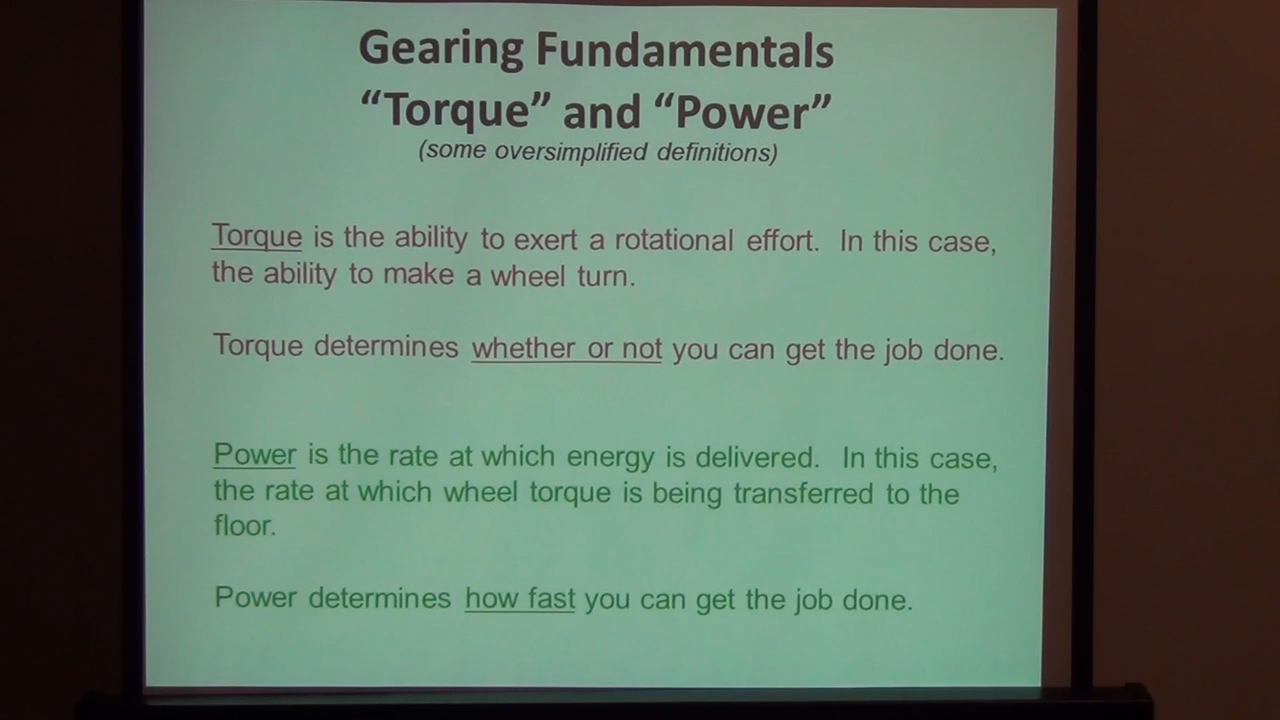 Gearing Fundamentals
“Torque” and “Power”
(some oversimplified definitions)
Torque is the ability to exert a rotational effort. In this case,
the ability to make a wheel turn.
Torque determines whether or not you can get the job done.
Power is the rate at which energy is delivered. In this case,
the rate at which wheel torque is being transferred to the
floor.
Power determines how fast you can get the job done.